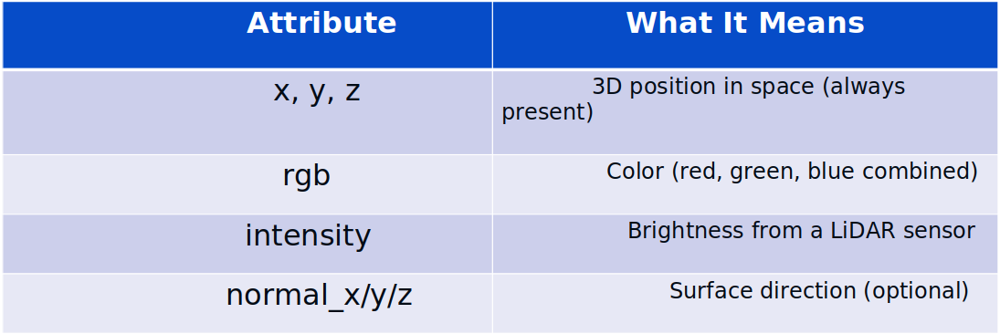 Attribute What It Means
x, y, z 3D position in space (always
present)
rgb Color (red, green, blue combined)
intensity Brightness from a LiDAR sensor
normal_x/y/z Surface direction (optional)